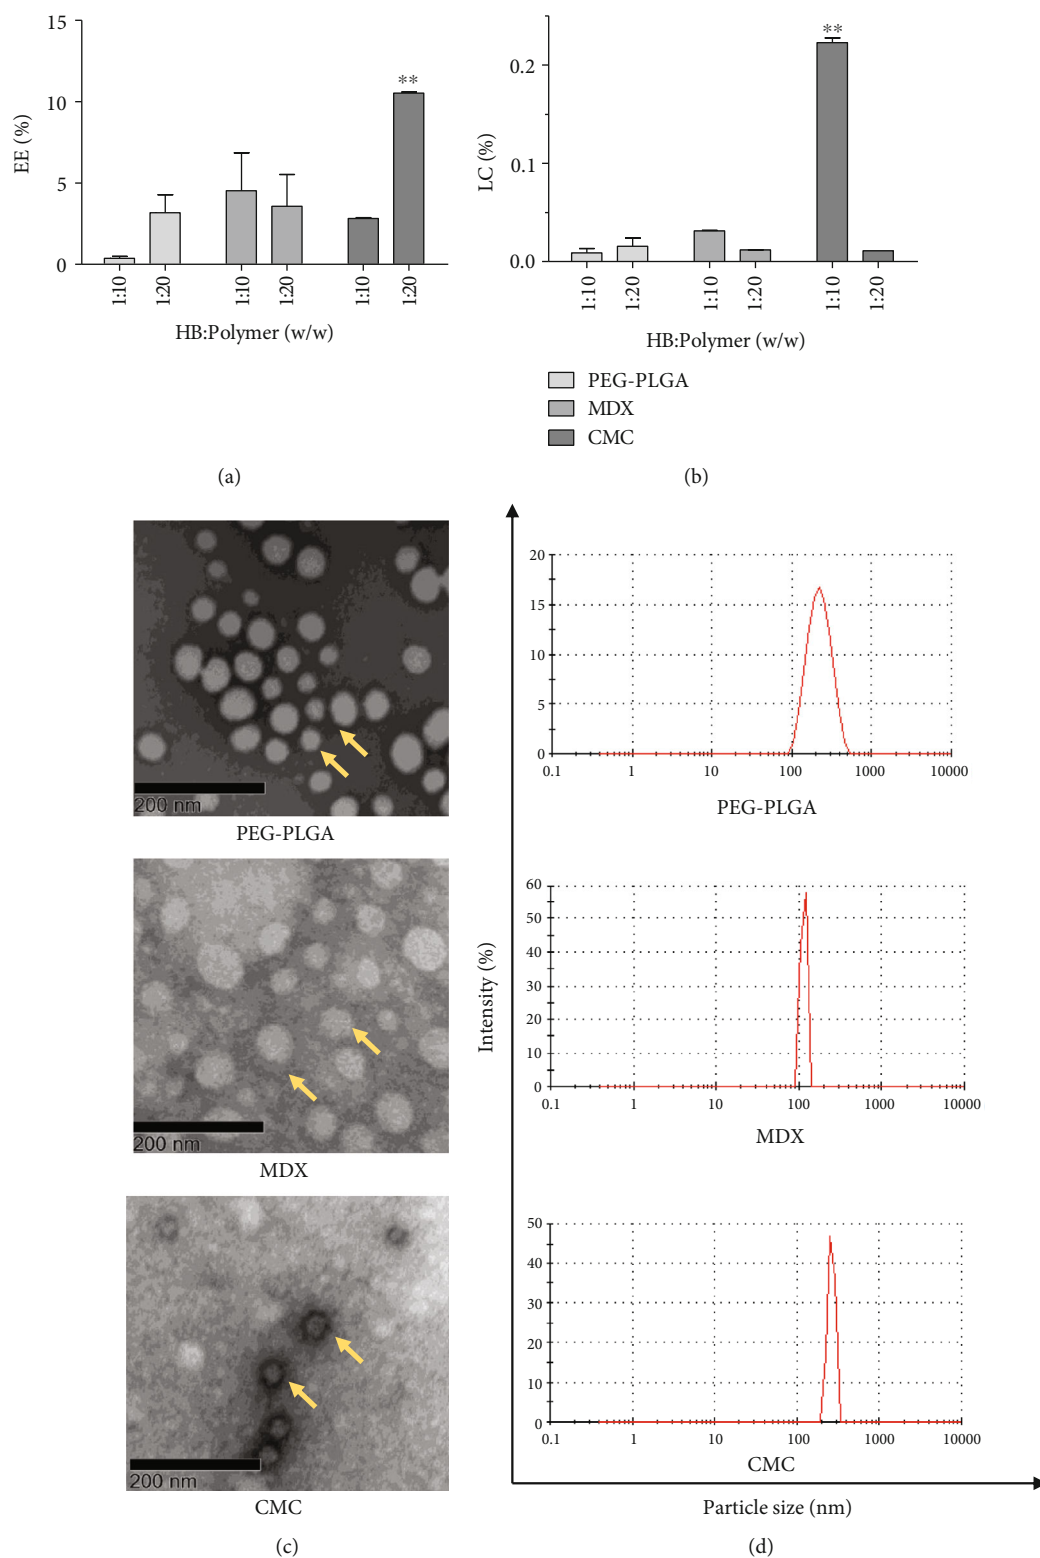 15
10
5
0
EE (%)
**
1:10
1:20
1:10
1:20
1:10
1:20
HB:Polymer (w/w)
(a)
0.2
0.1
0.0
LC (%)
**
1:10
1:20
1:10
1:20
1:10
1:20
HB:Polymer (w/w)
PEG-PLGA
MDX
CMC
(b)
200 nm
PEG-PLGA
200 nm
MDX
200 nm
CMC
(c)
Intensity (%)
20
15
10
5
0
0.1 1 10 100 1000 10000
PEG-PLGA
60
50
40
30
20
10
0
0.1 1 10 100 1000 10000
MDX
50
40
30
20
10
0
0.1 1 10 100 1000 10000
CMC
Particle size (nm)
(d)